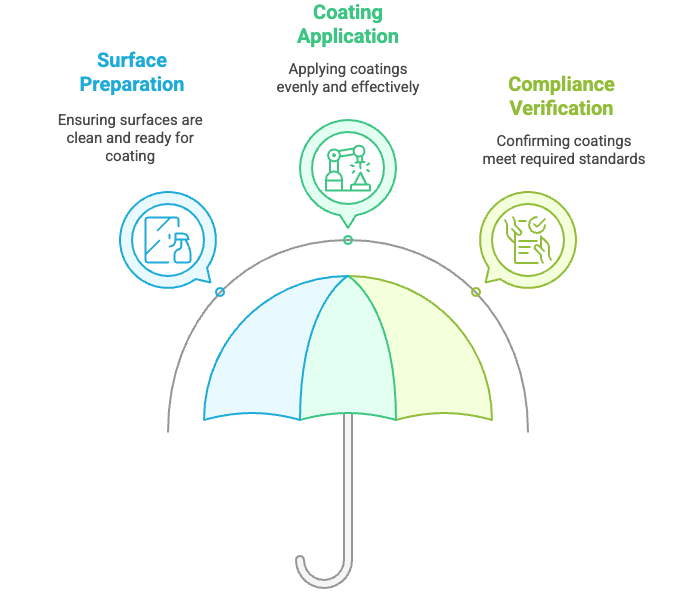 Surface
Preparation
Ensuring surfaces are
clean and ready for
coating
Coating
Application
Applying coatings
evenly and effectively
Compliance
Verification
Confirming coatings
meet required standards